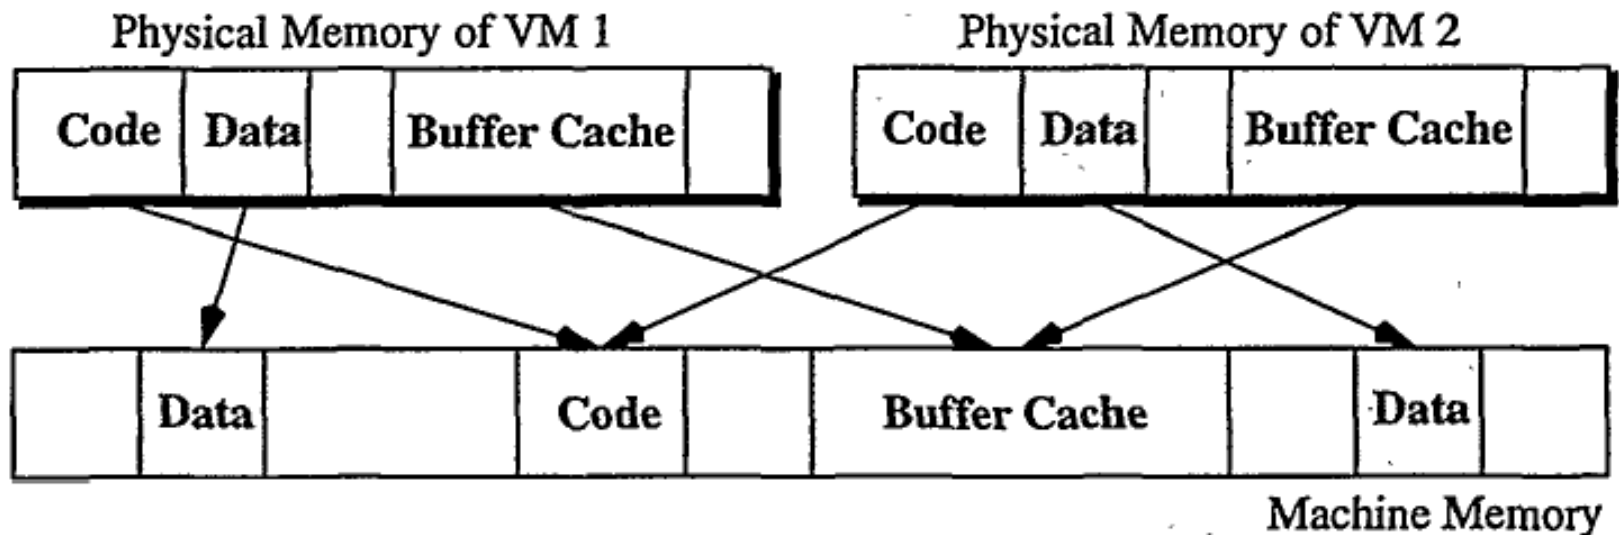 Physical Memory of VM 1 Physical Memory of VM 2
Code Data Buffer Cache Code Data Buffer Cache
Data Code Buffer Cache Data
Machine Memory